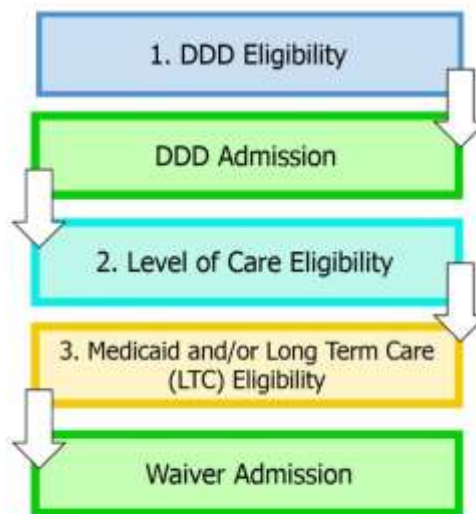 1. DDD Eligibility
DDD Admission
2. Level of Care Eligibility
3. Medicaid and/or Long Term Care
(LTC) Eligibility
Waiver Admission